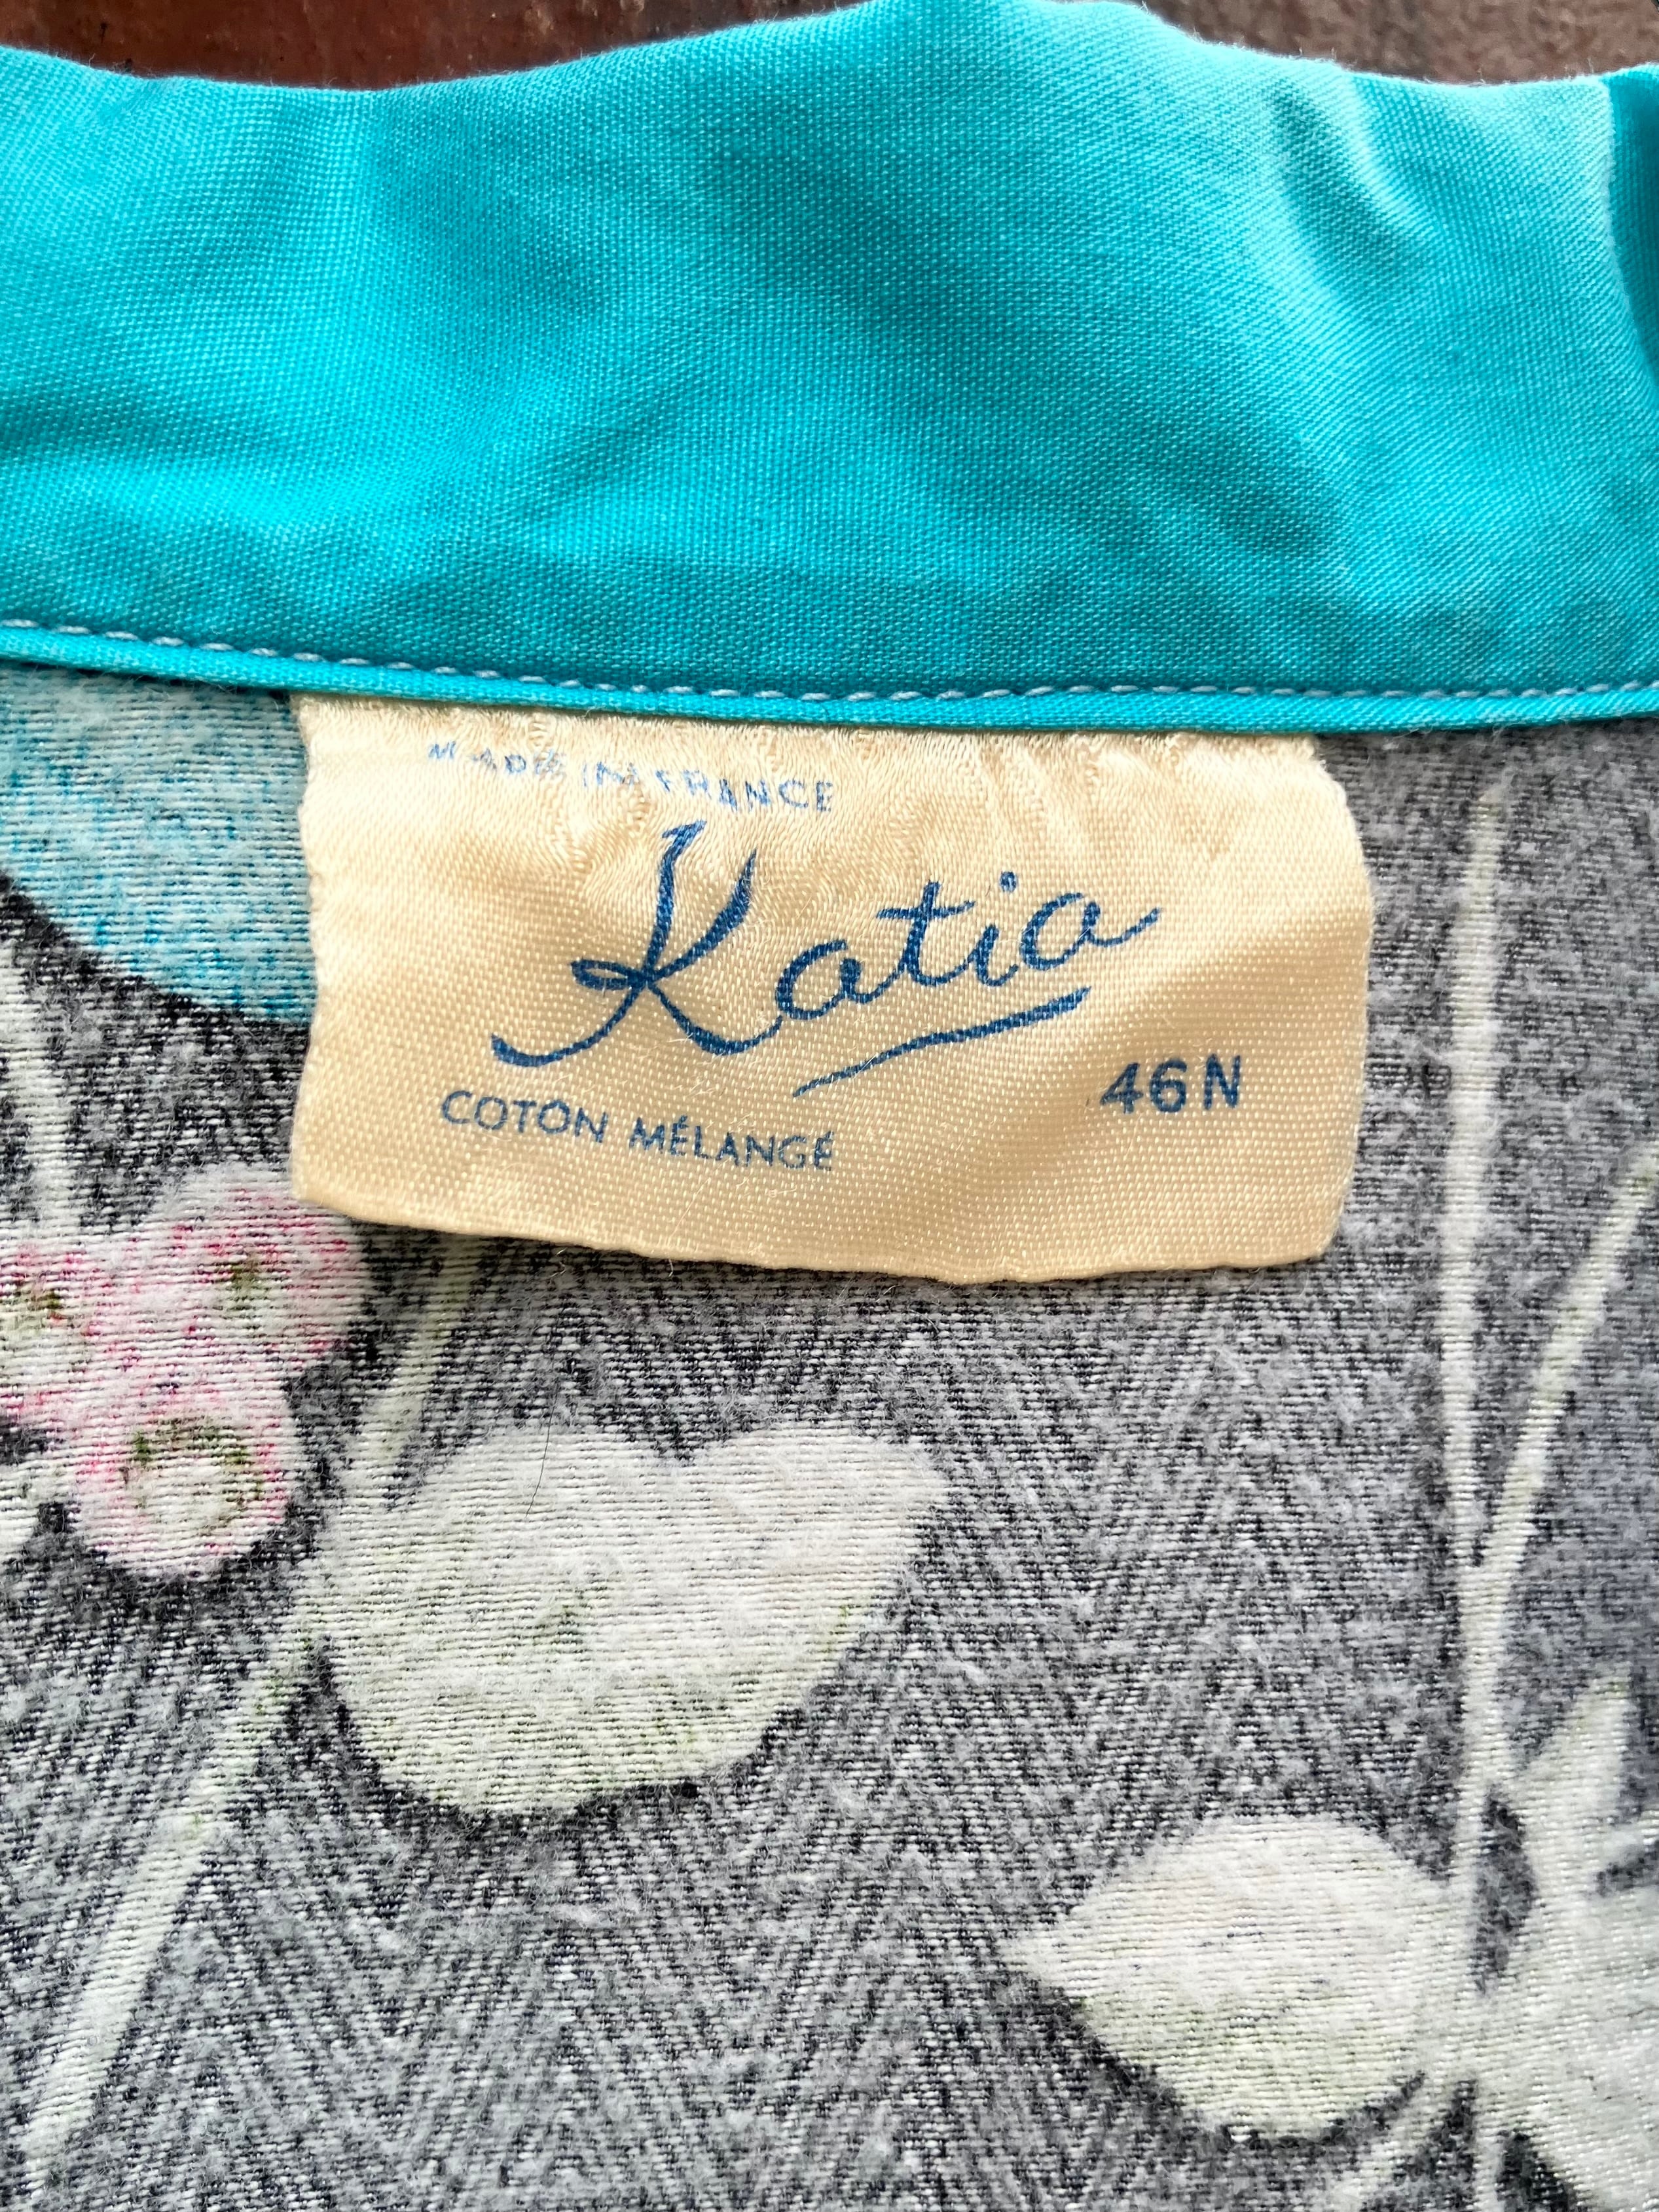 MADE IN FRANCE
Katia
46N
COTON MÉLANGÉ